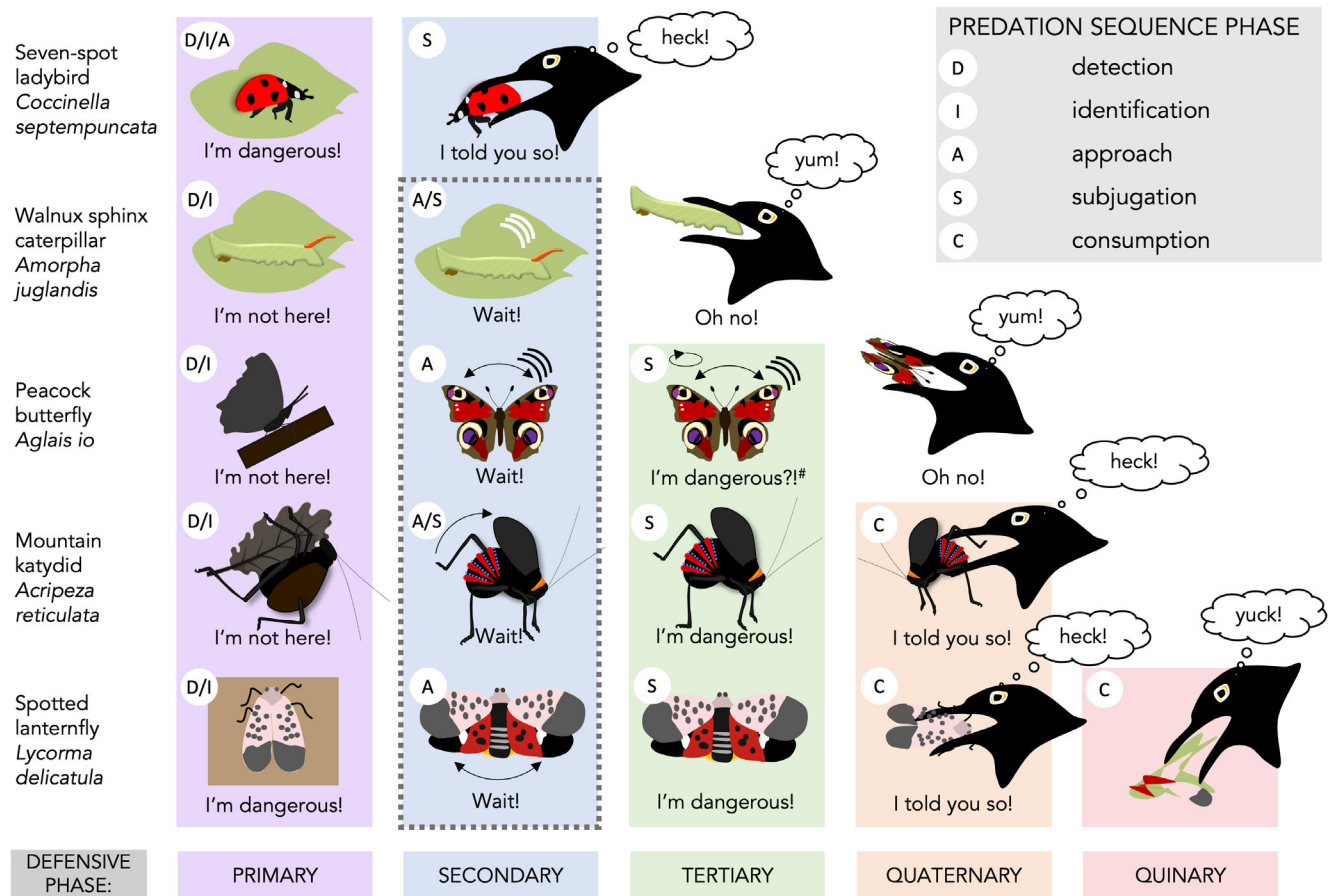 PREDATION SEQUENCE PHASE
D detection
I identification
A approach
S subjugation
C consumption
Seven-spot
ladybird
Coccinella
septempuncata
D/I/A
I'm dangerous!
S
heck!
I told you so!
Walnux sphinx
caterpillar
Amorpha
juglandis
D/I
I'm not here!
A/S
Wait!
yum!
Oh no!
Peacock
butterfly
Aglais io
D/I
I'm not here!
A
Wait!
S
I'm dangerous?!#
yum!
Oh no!
Mountain
katydid
Acripeza
reticulata
D/I
I'm not here!
A/S
Wait!
S
I'm dangerous!
C
heck!
I told you so!
Spotted
lanternfly
Lycorma
delicatula
D/I
I'm dangerous!
A
Wait!
S
I'm dangerous!
C
heck!
I told you so!
C
yuck!
DEFENSIVE
PHASE:
PRIMARY
SECONDARY
TERTIARY
QUATERNARY
QUINARY